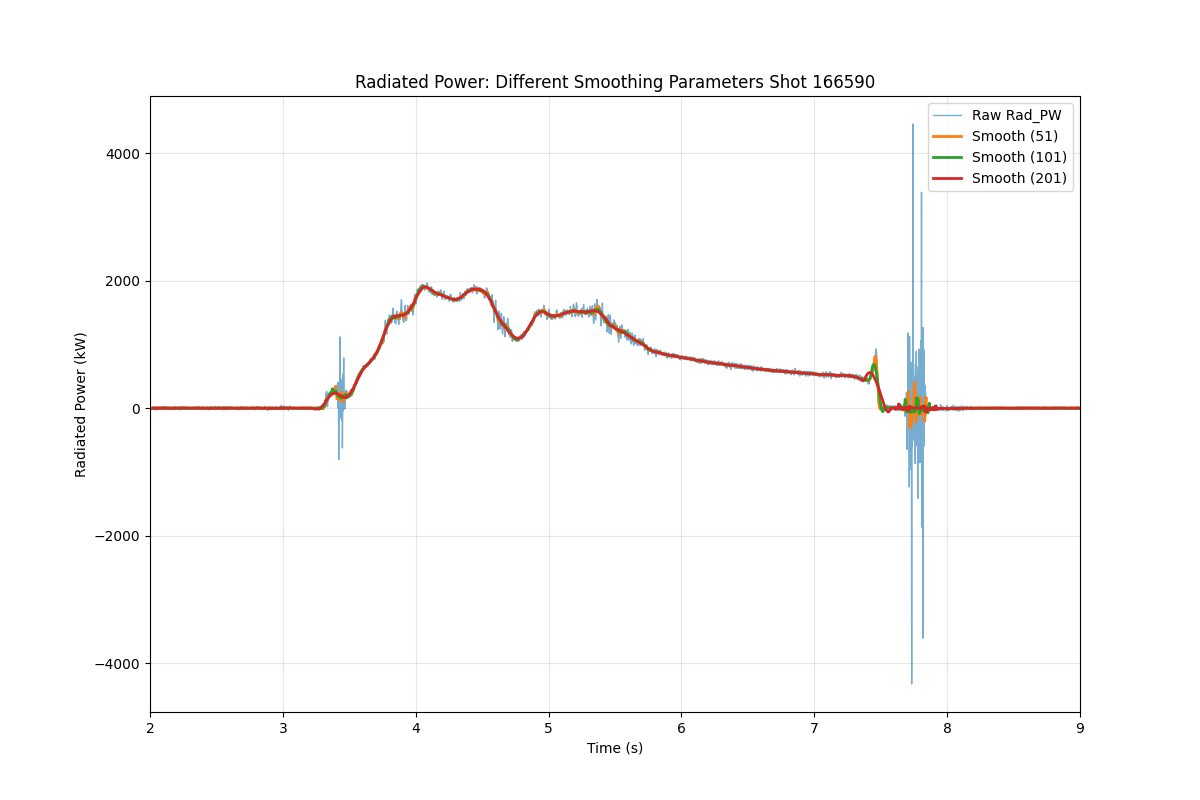 Radiated Power: Different Smoothing Parameters Shot 166590
Raw Rad_PW
Smooth (51)
Smooth (101)
Smooth (201)
Radiated Power (kW)
4000
2000
0
−2000
−4000
2 3 4 5 6 7 8 9
Time (s)